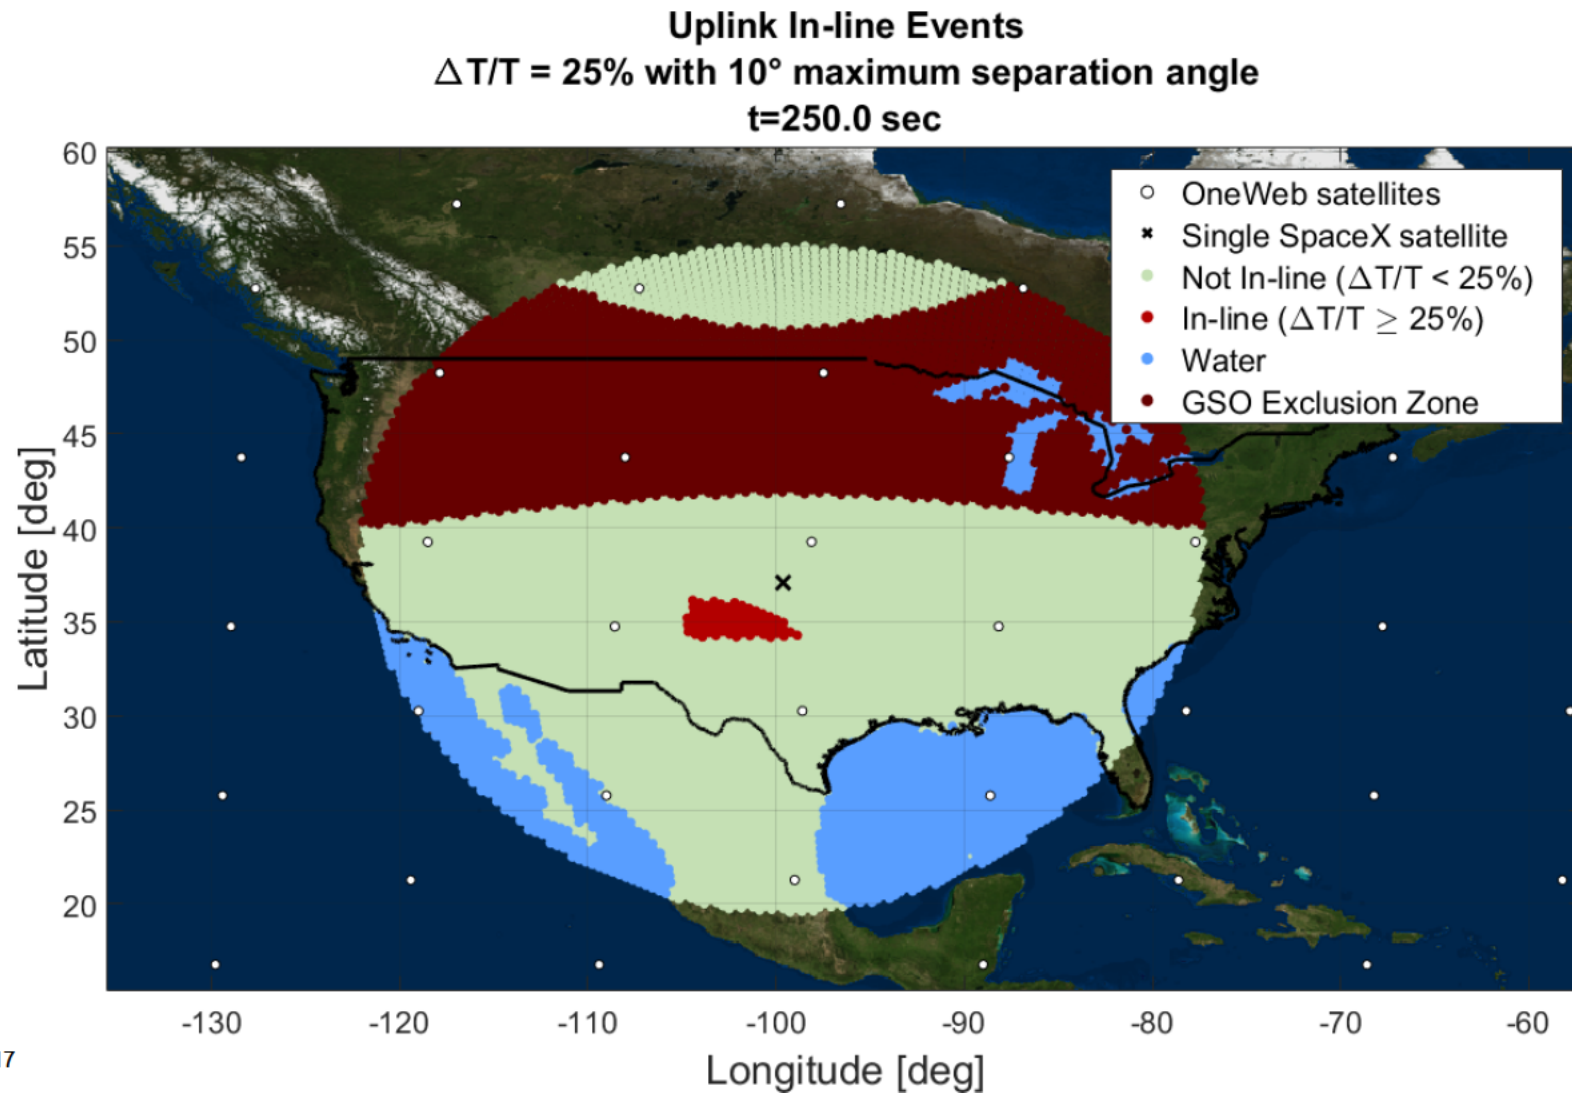 Uplink In-line Events
ΔT/T = 25% with 10° maximum separation angle
t=250.0 sec
OneWeb satellites
Single SpaceX satellite
Not In-line (ΔT/T < 25%)
In-line (ΔT/T ≥ 25%)
Water
GSO Exclusion Zone
Latitude [deg]
60
55
50
45
40
35
30
25
20
-130 -120 -110 -100 -90 -80 -70 -60
Longitude [deg]
17